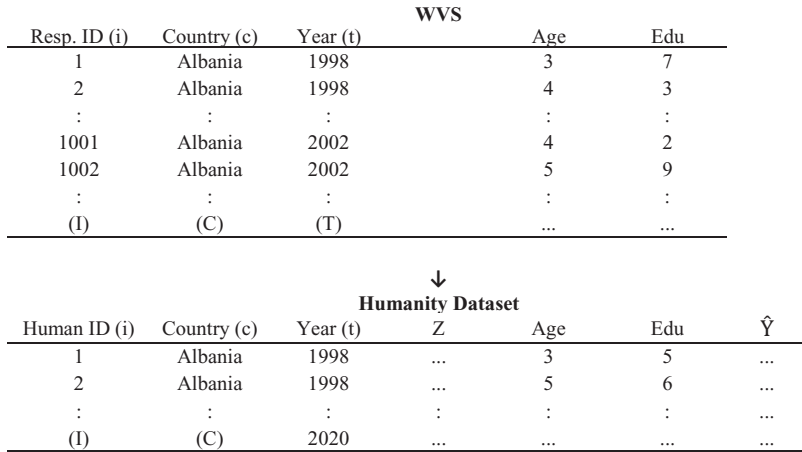 WVS
Resp. ID (i) Country (c) Year (t) Age Edu
1 Albania 1998 3 7
2 Albania 1998 4 3
: : : : :
1001 Albania 2002 4 2
1002 Albania 2002 5 9
: : : : :
(I) (C) (T) ... ...
↓
Humanity Dataset
Human ID (i) Country (c) Year (t) Z Age Edu Ŷ
1 Albania 1998 ... 3 5 ...
2 Albania 1998 ... 5 6 ...
: : : : : : ...
(I) (C) 2020 ... ... ... ...